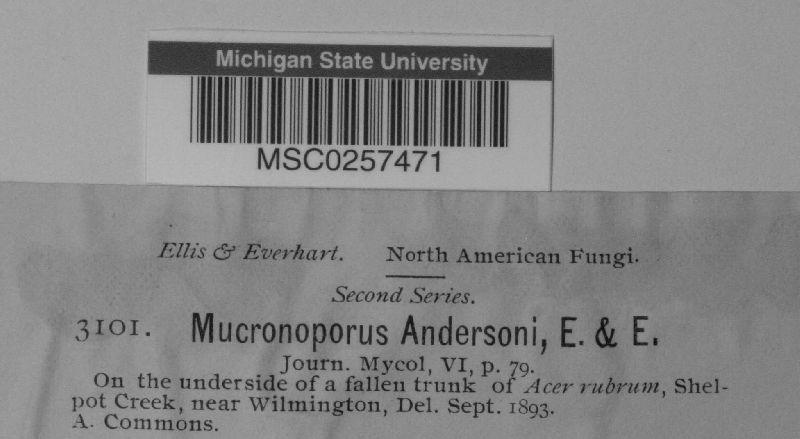 Michigan State University
MSC0257471
Ellis & Everhart. North American Fungi.
Second Series.
3101. Mucronoporus Andersoni, E. & E.
Journ. Mycol, VI, p. 79.
On the underside of a fallen trunk of Acer rubrum, Shel-
pot Creek, near Wilmington, Del. Sept. 1893.
A. Commons.